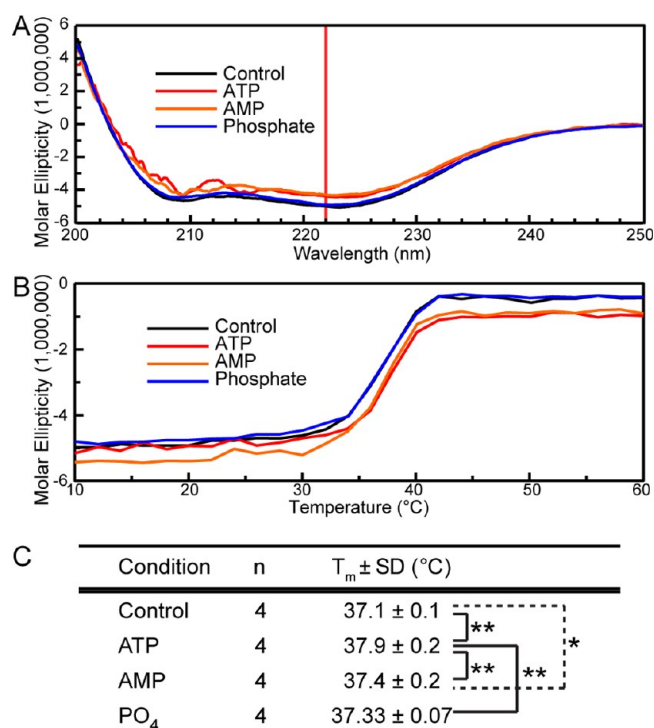 A
Molar Ellipticity (1,000,000)
6
4
2
0
-2
-4
-6
Control
ATP
AMP
Phosphate
200 210 220 230 240 250
Wavelength (nm)
B
Molar Ellipticity (1,000,000)
0
-2
-4
-6
Control
ATP
AMP
Phosphate
10 20 30 40 50 60
Temperature (°C)
C
Condition n Tm ± SD (°C)
Control 4 37.1 ± 0.1
**
ATP 4 37.9 ± 0.2
*
** **
AMP 4 37.4 ± 0.2
PO4 4 37.33 ± 0.07